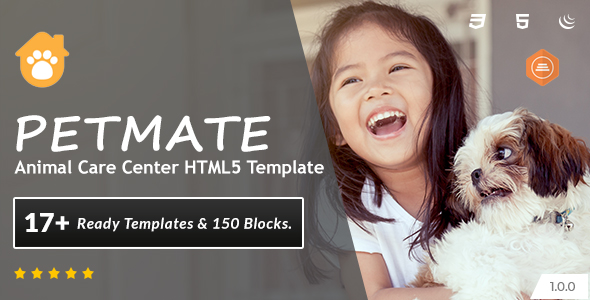 PETMATE
Animal Care Center HTML5 Template
17+ Ready Templates & 150 Blocks.
1.0.0